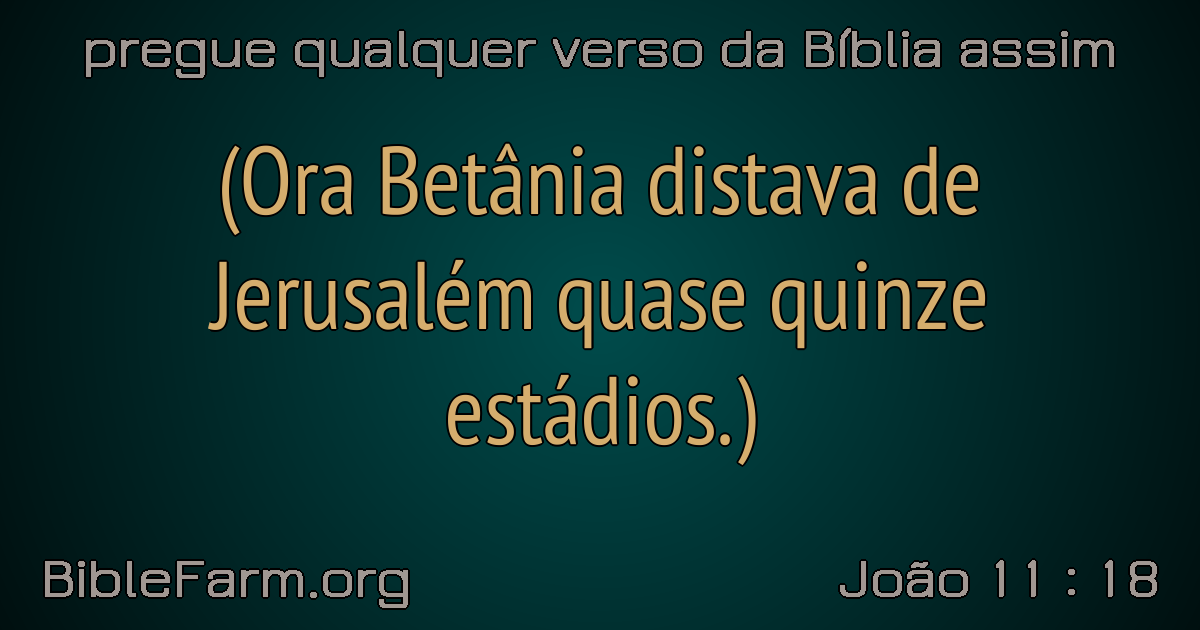 pregue qualquer verso da Bíblia assim
(Ora Betânia distava de
Jerusalém quase quinze
estádios.)
BibleFarm.org
João 11 : 18